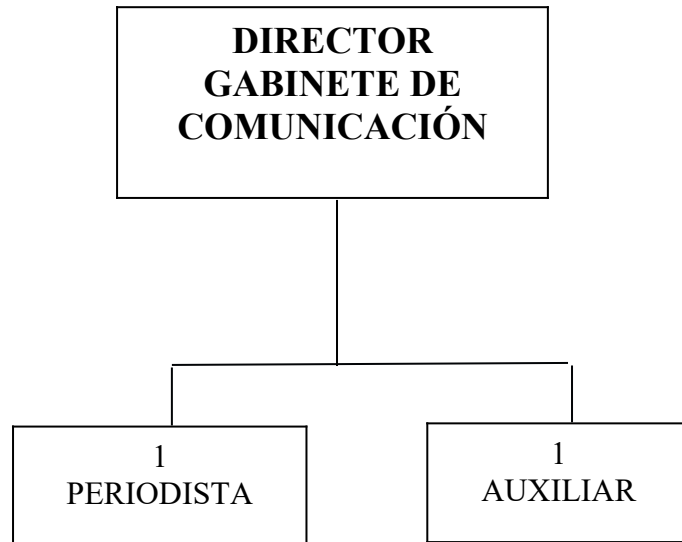 DIRECTOR
GABINETE DE
COMUNICACIÓN
1
PERIODISTA
1
AUXILIAR